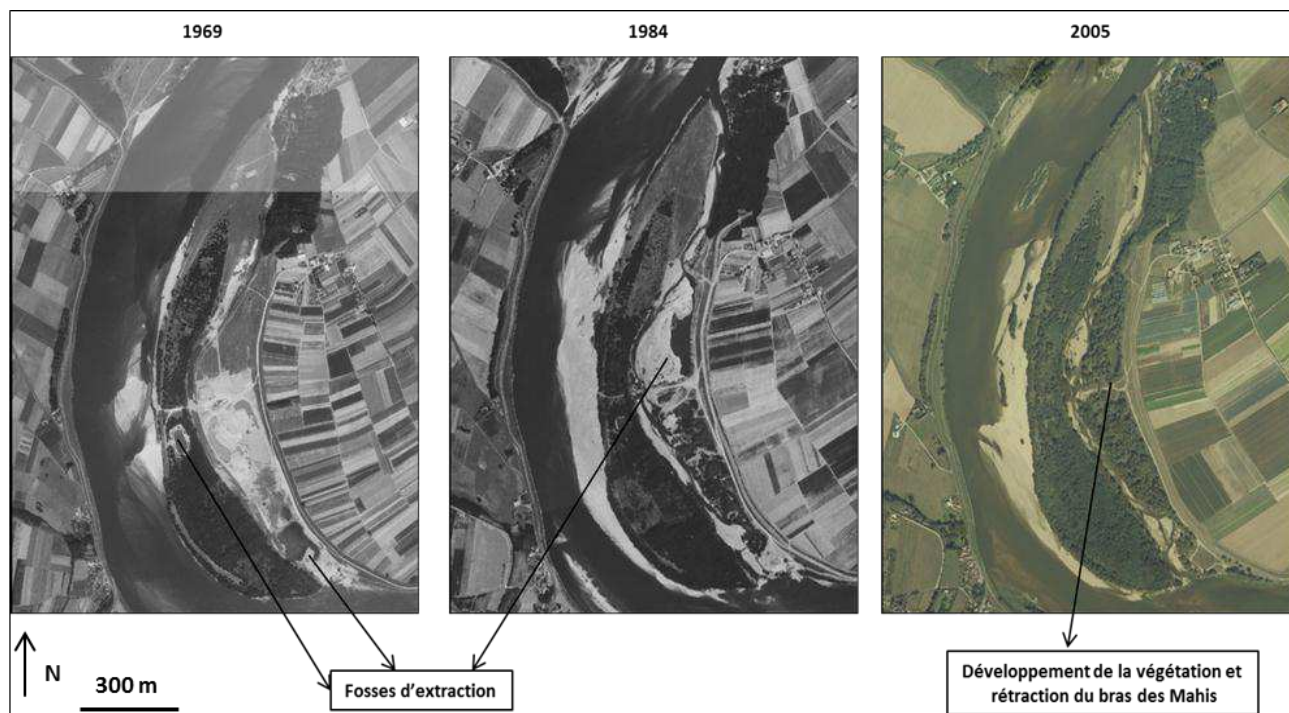 1969
1984
2005
N
300 m
Fosses d'extraction
Développement de la végétation et
rétraction du bras des Mahis